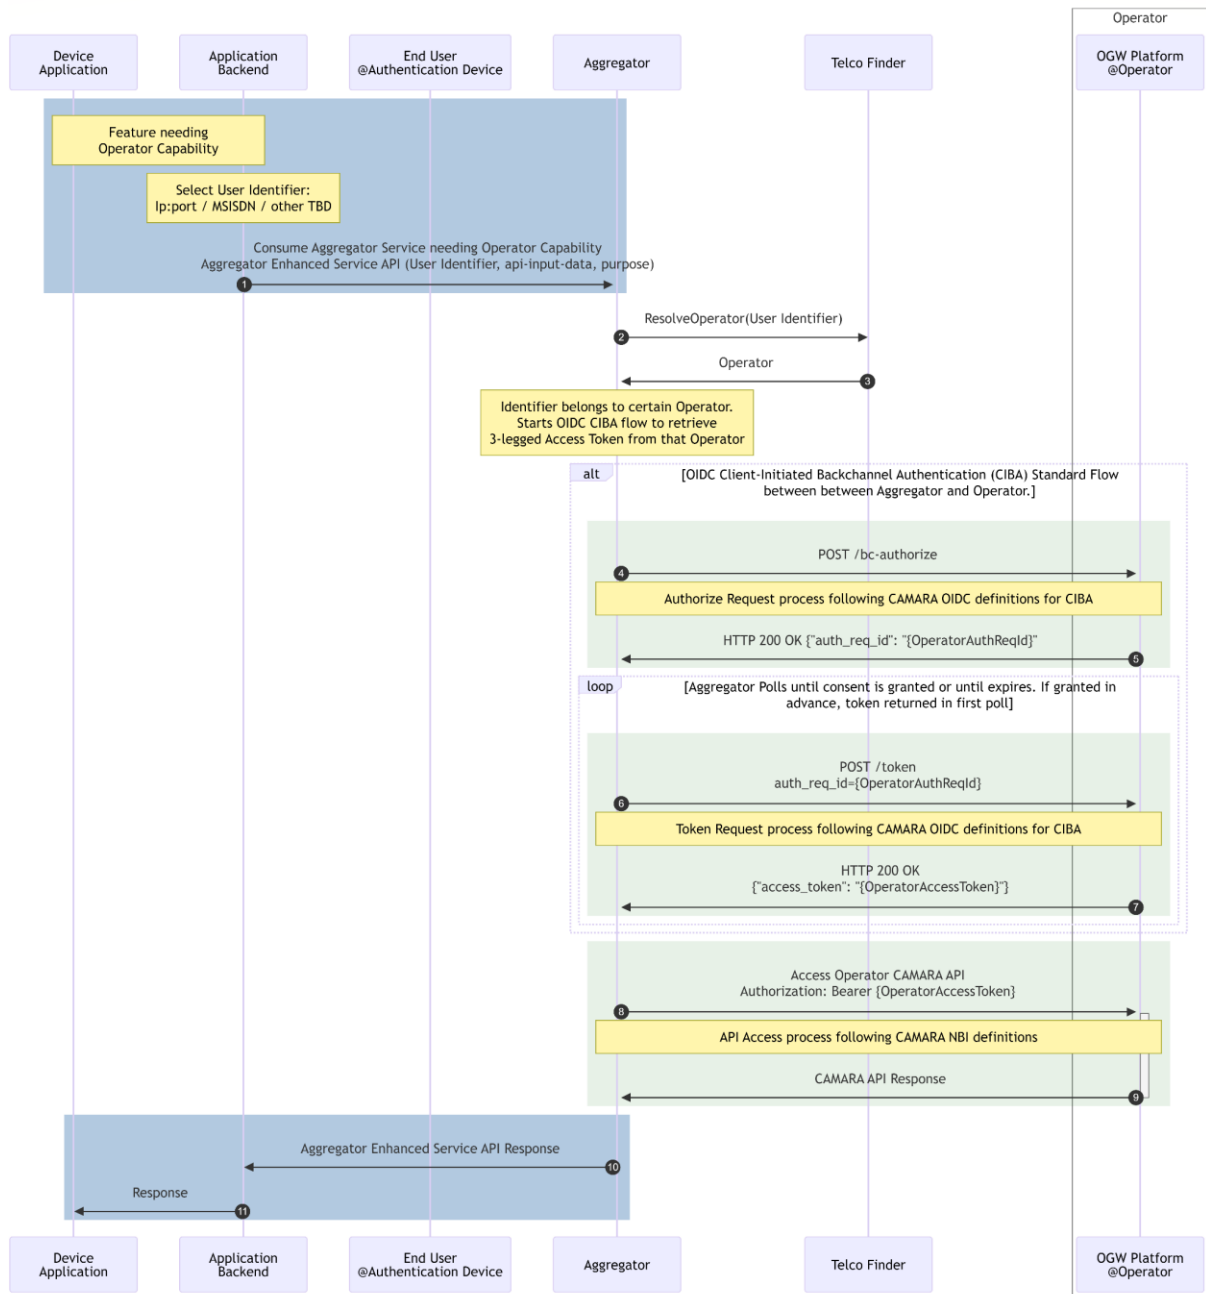 Operator
Device
Application
Application
Backend
End User
@Authentication Device
Aggregator
Telco Finder
OGW Platform
@Operator
Feature needing
Operator Capability
Select User Identifier:
Ip:port / MSISDN / other TBD
Consume Aggregator Service needing Operator Capability
Aggregator Enhanced Service API (User Identifier, api-input-data, purpose)
1
ResolveOperator(User Identifier)
2
Operator
3
Identifier belongs to certain Operator.
Starts OIDC CIBA flow to retrieve
3-legged Access Token from that Operator
alt
[OIDC Client-Initiated Backchannel Authentication (CIBA) Standard Flow
between between Aggregator and Operator.]
POST /bc-authorize
4
Authorize Request process following CAMARA OIDC definitions for CIBA
HTTP 200 OK {"auth_req_id": "{OperatorAuthReqId}"
5
loop
[Aggregator Polls until consent is granted or until expires. If granted in
advance, token returned in first poll]
POST /token
auth_req_id={OperatorAuthReqId}
6
Token Request process following CAMARA OIDC definitions for CIBA
HTTP 200 OK
{"access_token": "{OperatorAccessToken}"}
7
Access Operator CAMARA API
Authorization: Bearer {OperatorAccessToken}
8
API Access process following CAMARA NBI definitions
CAMARA API Response
9
Aggregator Enhanced Service API Response
10
Response
11
Device
Application
Application
Backend
End User
@Authentication Device
Aggregator
Telco Finder
OGW Platform
@Operator